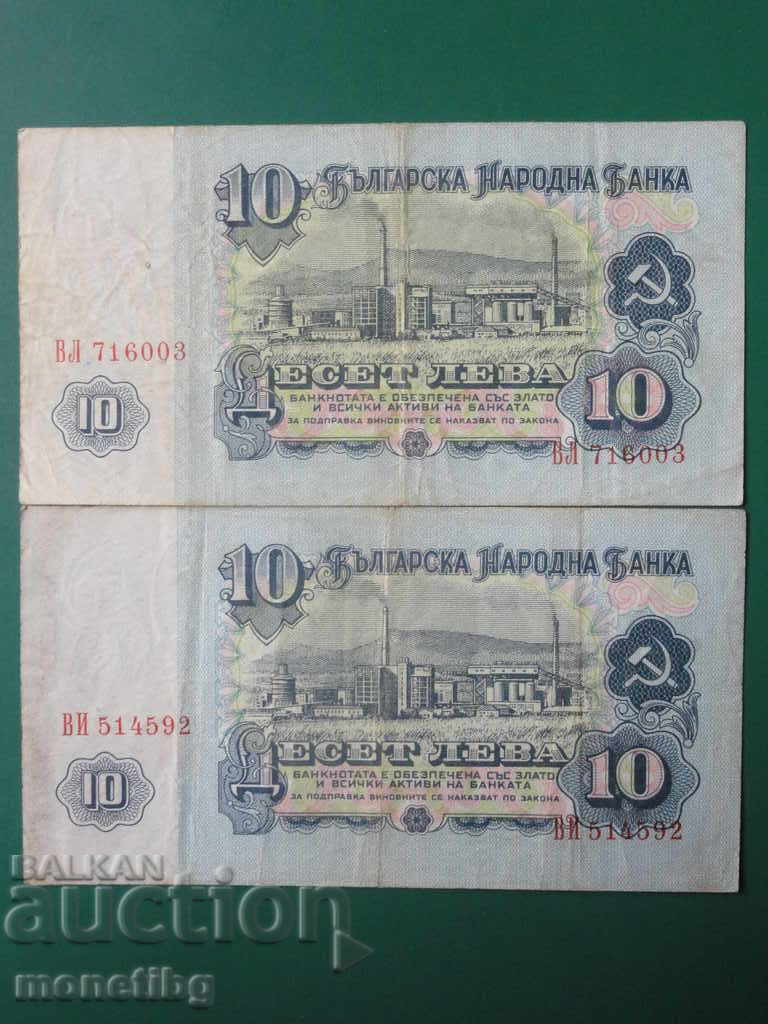 10 БЪЛГАРСКА НАРОДНА БАНКА
ВЛ 716003
10
ДЕСЕТ ЛЕВА
10
БАНКНОТАТА Е ОБЕЗПЕЧЕНА СЪС ЗЛАТО
И ВСИЧКИ АКТИВИ НА БАНКАТА
ЗА ПОДПРАВКА ВИНОВНИТЕ СЕ НАКАЗВАТ ПО ЗАКОНА
ВЛ 716003
10 БЪЛГАРСКА НАРОДНА БАНКА
ВИ 514592
10
ДЕСЕТ ЛЕВА
10
БАНКНОТАТА Е ОБЕЗПЕЧЕНА СЪС ЗЛАТО
И ВСИЧКИ АКТИВИ НА БАНКАТА
ЗА ПОДПРАВКА ВИНОВНИТЕ СЕ НАКАЗВАТ ПО ЗАКОНА
ВИ 514592
BALKAN
auction
monetibg